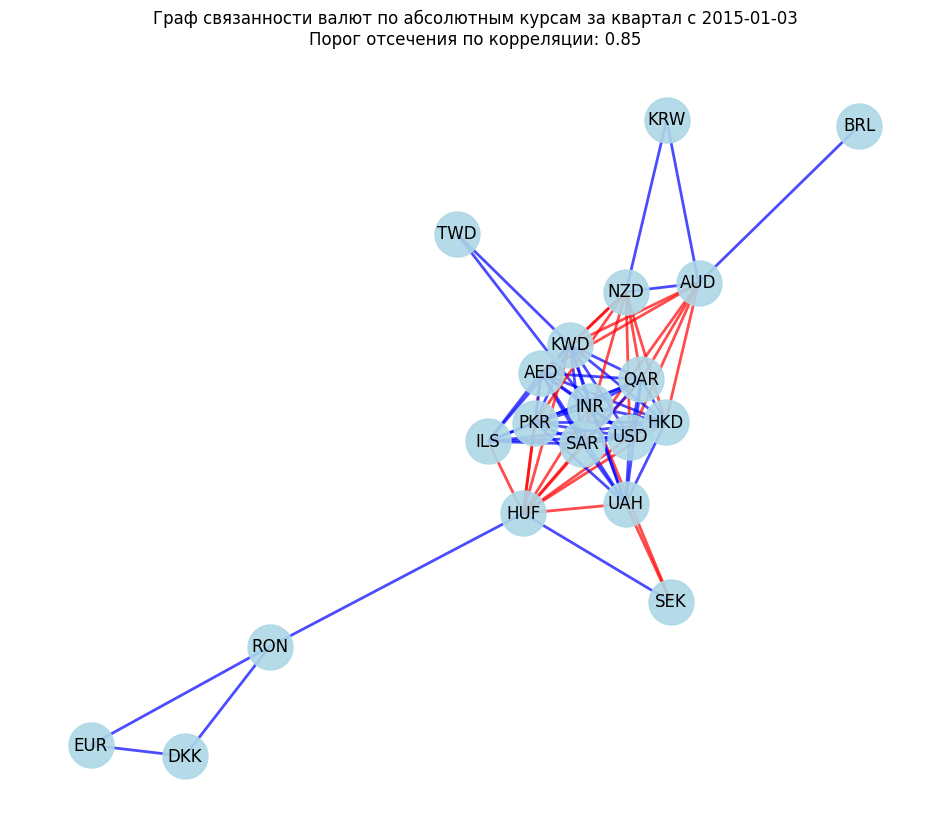 Граф связанности валют по абсолютным курсам за квартал с 2015-01-03
Порог отсечения по корреляции: 0.85
KRW
BRL
TWD
AUD
NZD
KWD
AED
QAR
INR
PKR
HKD
USD
ILS
SAR
UAH
HUF
SEK
RON
EUR
DKK